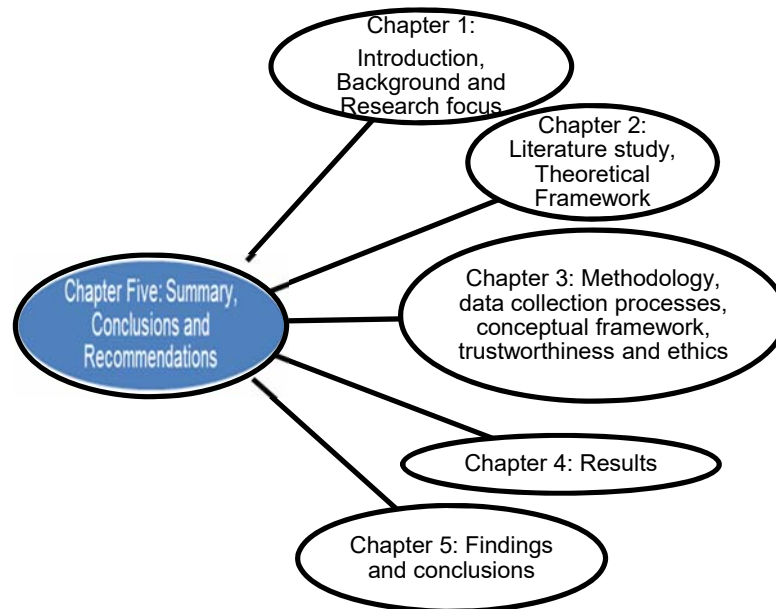 Chapter 1:
Introduction,
Background and
Research focus
Chapter 2:
Literature study,
Theoretical
Framework
Chapter Five: Summary,
Conclusions and
Recommendations
Chapter 3: Methodology,
data collection processes,
conceptual framework,
trustworthiness and ethics
Chapter 4: Results
Chapter 5: Findings
and conclusions